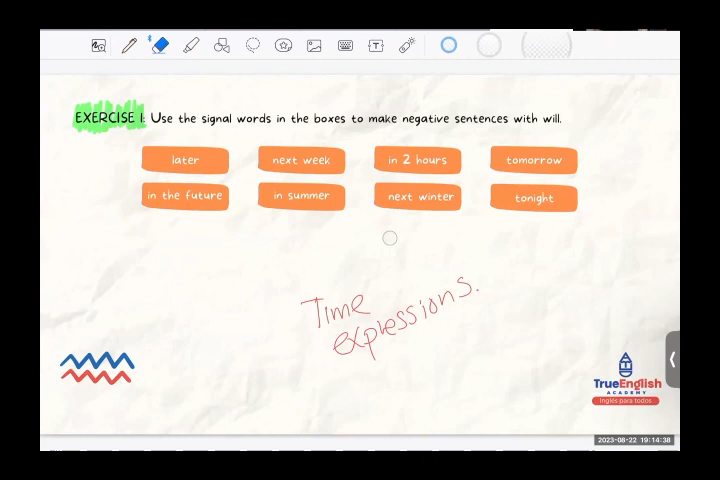 EXERCISE 1: Use the signal words in the boxes to make negative sentences with will.
later next week in 2 hours tomorrow
in the future in summer next winter tonight
Time
expressions.
TrueEnglish
ACADEMY
Inglés para todos
2023-08-22 19:14:38